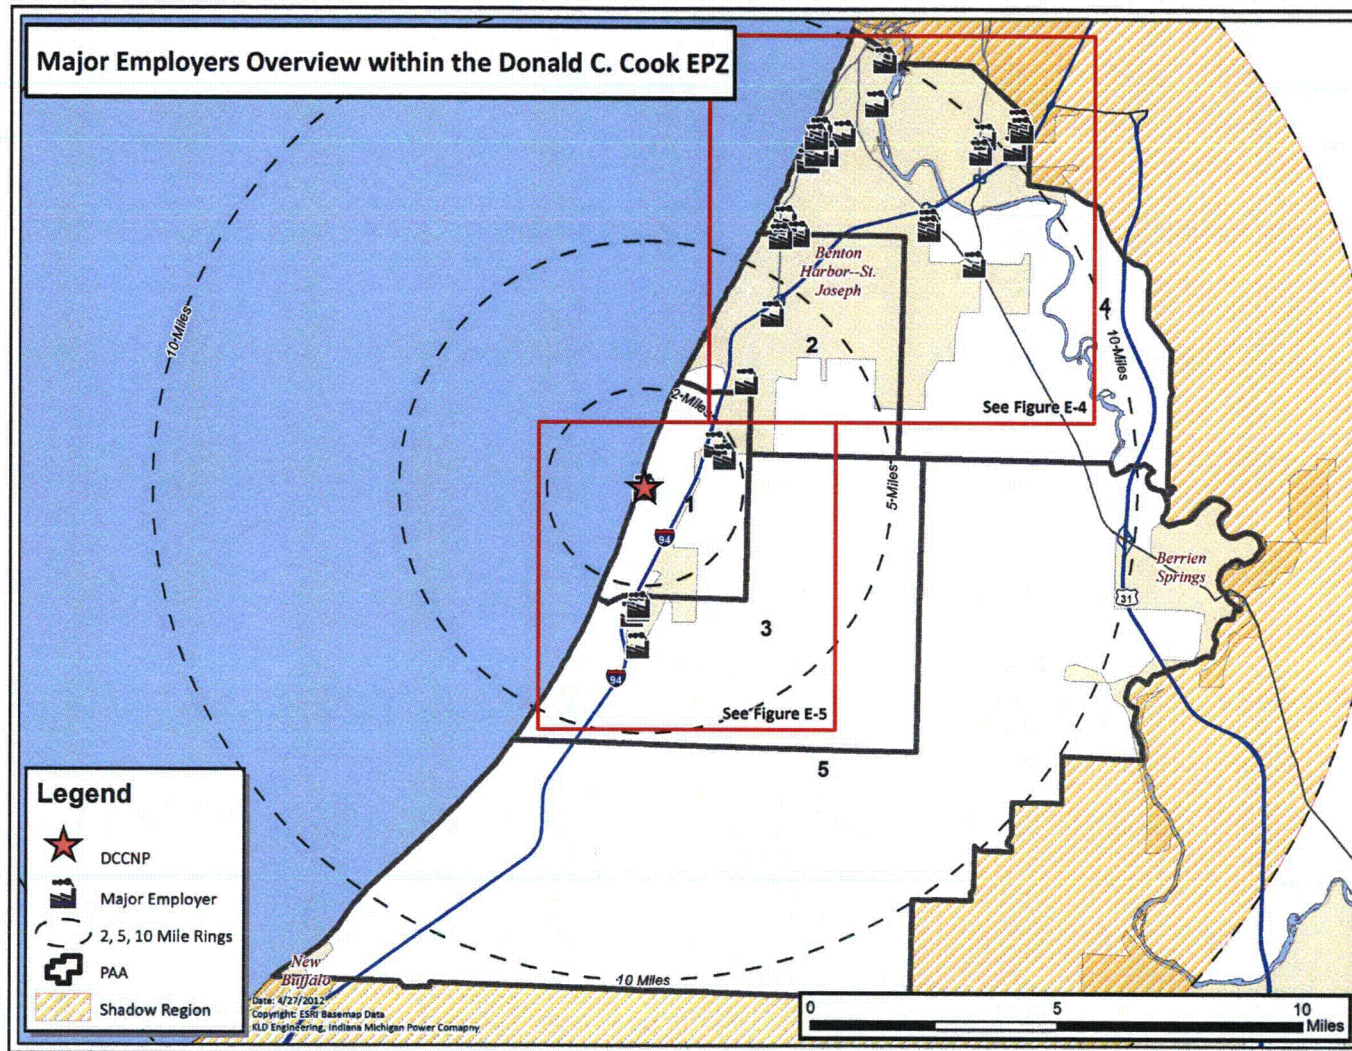 Major Employers Overview within the Donald C. Cook EPZ
10-Miles
Benton
Harbor--St.
Joseph
2
4
10-Miles
2-Miles
See Figure E-4
5-Miles
1
94
Berrien
Springs
31
3
94
See Figure E-5
5
Legend
DCCNP
Major Employer
2, 5, 10 Mile Rings
PAA
Shadow Region
New
Buffalo
10 Miles
Date: 4/27/2012
Copyright: ESRI Basemap Data
KLD Engineering, Indiana Michigan Power Comapny
0 5 10
Miles